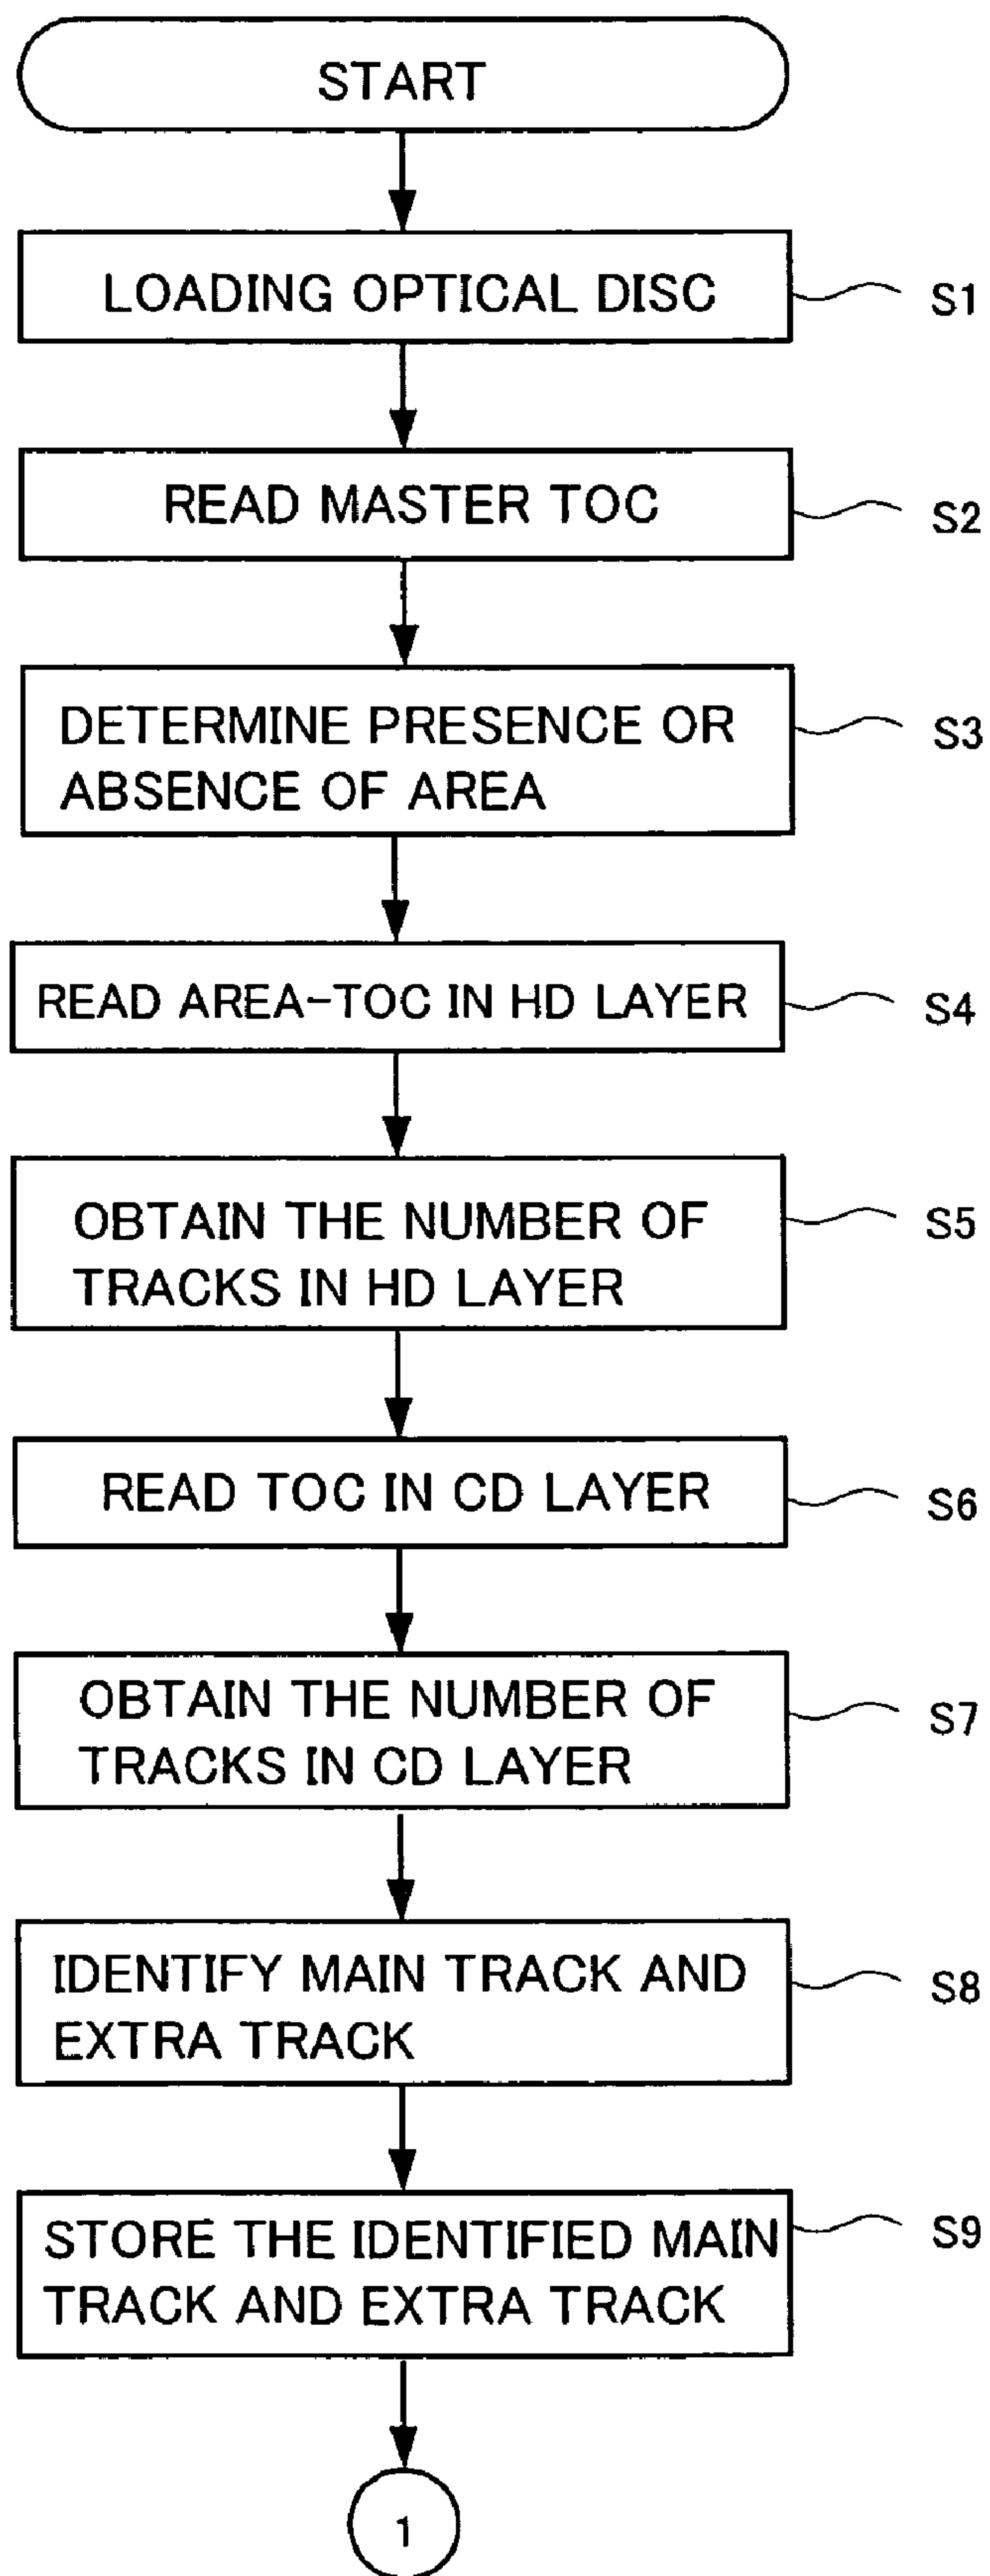 START
LOADING OPTICAL DISC
S1
READ MASTER TOC
S2
DETERMINE PRESENCE OR
ABSENCE OF AREA
S3
READ AREA-TOC IN HD LAYER
S4
OBTAIN THE NUMBER OF
TRACKS IN HD LAYER
S5
READ TOC IN CD LAYER
S6
OBTAIN THE NUMBER OF
TRACKS IN CD LAYER
S7
IDENTIFY MAIN TRACK AND
EXTRA TRACK
S8
STORE THE IDENTIFIED MAIN
TRACK AND EXTRA TRACK
S9
1